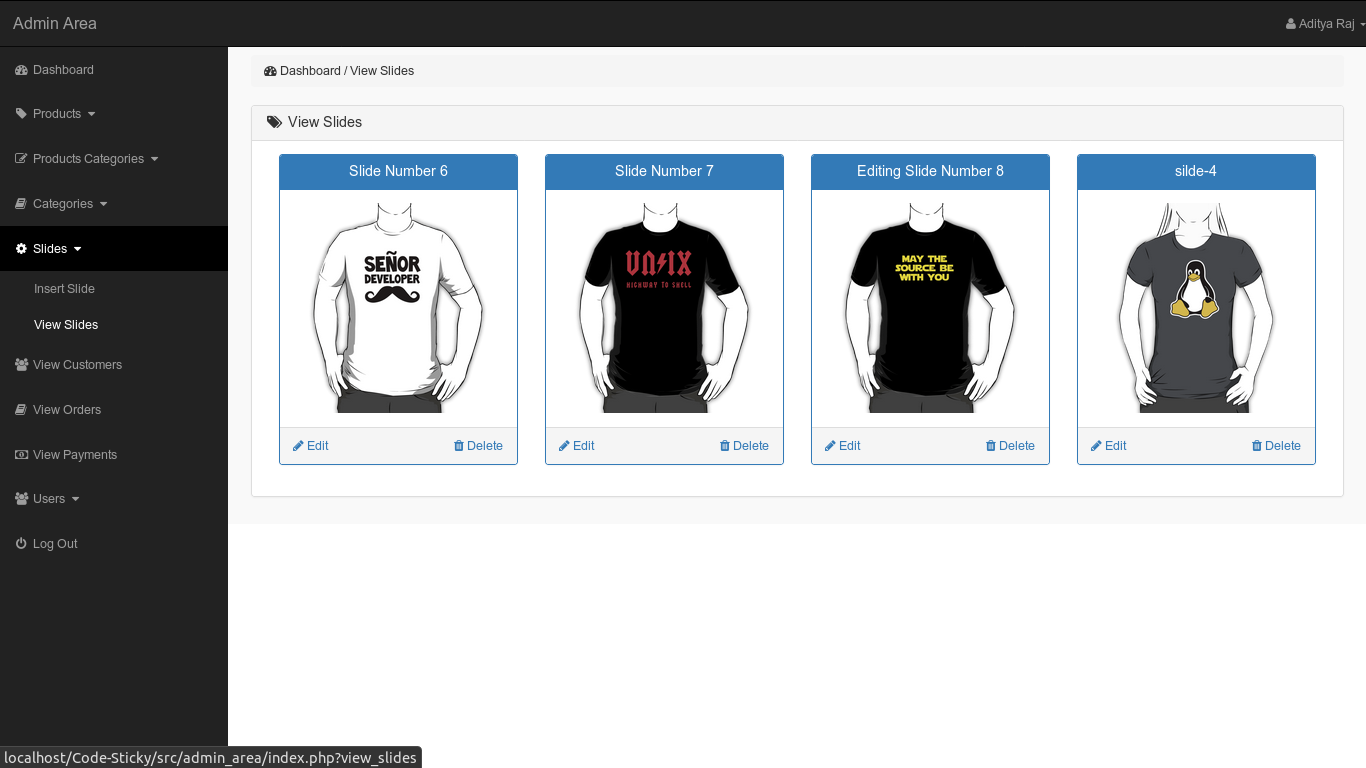 Admin Area
Aditya Raj
Dashboard
Products
Products Categories
Categories
Slides
Insert Slide
View Slides
View Customers
View Orders
View Payments
Users
Log Out
Dashboard / View Slides
View Slides
Slide Number 6
SEÑOR
DEVELOPER
Edit Delete
Slide Number 7
UNIX
HIGHWAY TO SHELL
Edit Delete
Editing Slide Number 8
MAY THE
SOURCE BE
WITH YOU
Edit Delete
silde-4
Edit Delete
localhost/Code-Sticky/src/admin_area/index.php?view_slides